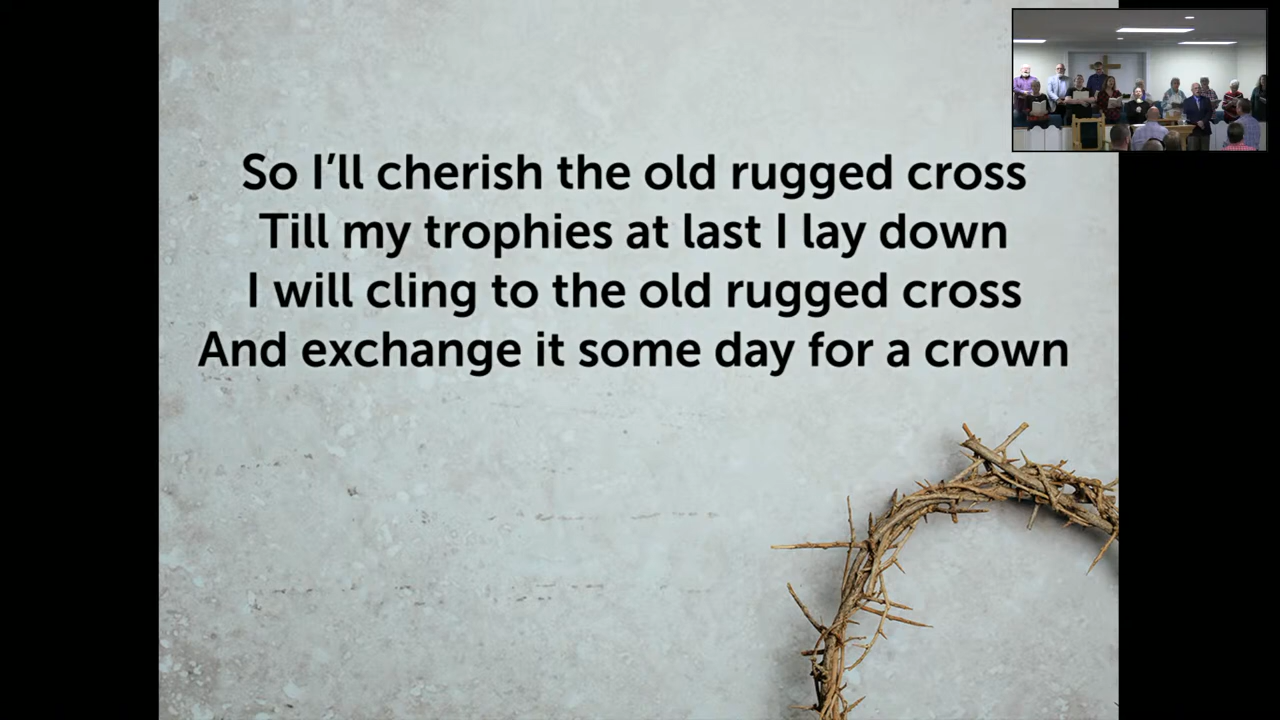 So I’ll cherish the old rugged cross
Till my trophies at last I lay down
I will cling to the old rugged cross
And exchange it some day for a crown